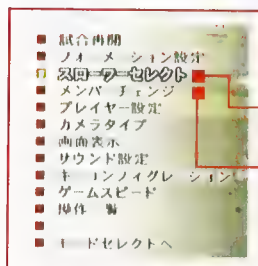 試合再開
フォーメーション設定
スローワーセレクト
メンバーチェンジ
プレイヤー設定
カメラタイプ
画面表示
サウンド設定
キーコンフィグレーション
ゲームスピード
操作一覧
モードセレクトへ